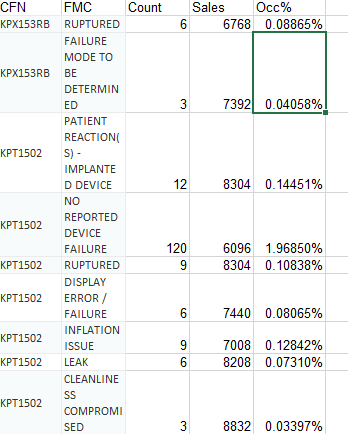 CFN FMC Count Sales Occ%
KPX153RB RUPTURED 6 6768 0.08865%
FAILURE
MODE TO
KPX153RB BE
DETERMIN
ED 3 7392 0.04058%
PATIENT
REACTION(
KPT1502 S) -
IMPLANTE
D DEVICE 12 8304 0.14451%
NO
REPORTED
KPT1502 DEVICE
FAILURE 120 6096 1.96850%
KPT1502 RUPTURED 9 8304 0.10838%
DISPLAY
KPT1502 ERROR /
FAILURE 6 7440 0.08065%
INFLATION
KPT1502 ISSUE 9 7008 0.12842%
KPT1502 LEAK 6 8208 0.07310%
CLEANLINE
SS
KPT1502 COMPROMI
SED 3 8832 0.03397%